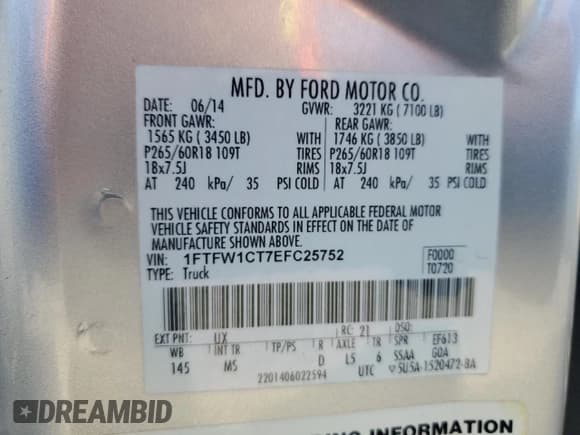 MFD. BY FORD MOTOR CO.
DATE: 06/14 GVWR: 3221 KG ( 7100 LB)
FRONT GAWR: REAR GAWR:
1565 KG ( 3450 LB) WITH 1746 KG ( 3850 LB) WITH
P265/60R18 109T TIRES P265/60R18 109T TIRES
18x7.5J RIMS 18x7.5J RIMS
AT 240 kPa/ 35 PSI COLD AT 240 kPa/ 35 PSI COLD
THIS VEHICLE CONFORMS TO ALL APPLICABLE FEDERAL MOTOR
VEHICLE SAFETY STANDARDS IN EFFECT ON THE DATE OF
MANUFACTURE SHOWN ABOVE.
VIN: 1FTFW1CT7EFC25752 F0000
TYPE: Truck T0720
EXT PNT: UX RC: 21 DSO:
WB INT TR TP/PS R AXLE TR SPR EF613
145 MS D L5 6 SSAA GOA
2201406022594 UTC 5U5A-1520472-BA
DREAMBID
INFORMATION